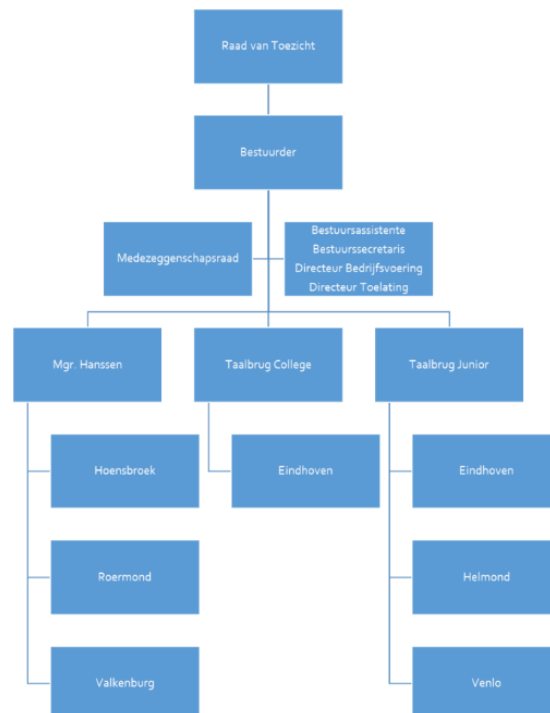 Raad van Toezicht
Bestuurder
Medezeggenschapsraad
Bestuursassistente
Bestuurssecretaris
Directeur Bedrijfsvoering
Directeur Toelating
Mgr. Hanssen
Taalbrug College
Taalbrug Junior
Hoensbroek
Eindhoven
Eindhoven
Roermond
Helmond
Valkenburg
Venlo